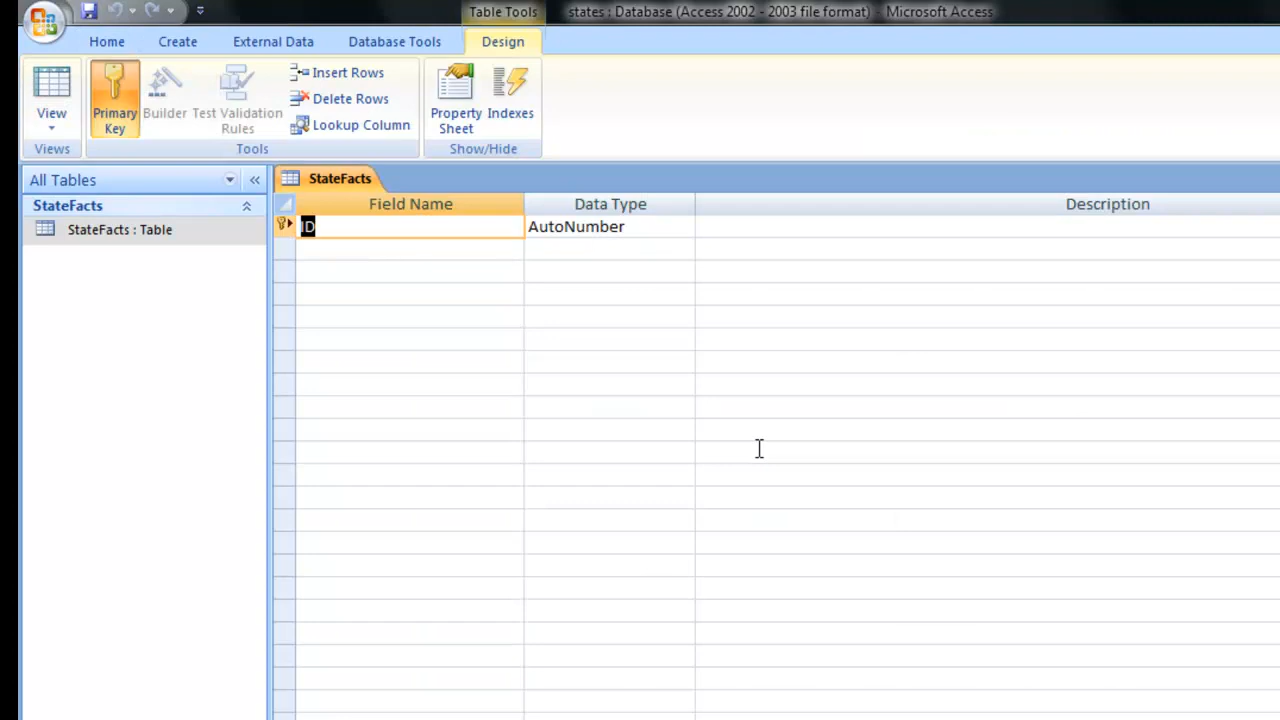 Table Tools states : Database (Access 2002 - 2003 file format) - Microsoft Access
Home Create External Data Database Tools Design
View
Primary Key
Builder
Test Validation Rules
Insert Rows
Delete Rows
Lookup Column
Property Sheet
Indexes
Views Tools Show/Hide
All Tables «
StateFacts
StateFacts : Table
StateFacts
Field Name Data Type Description
ID AutoNumber